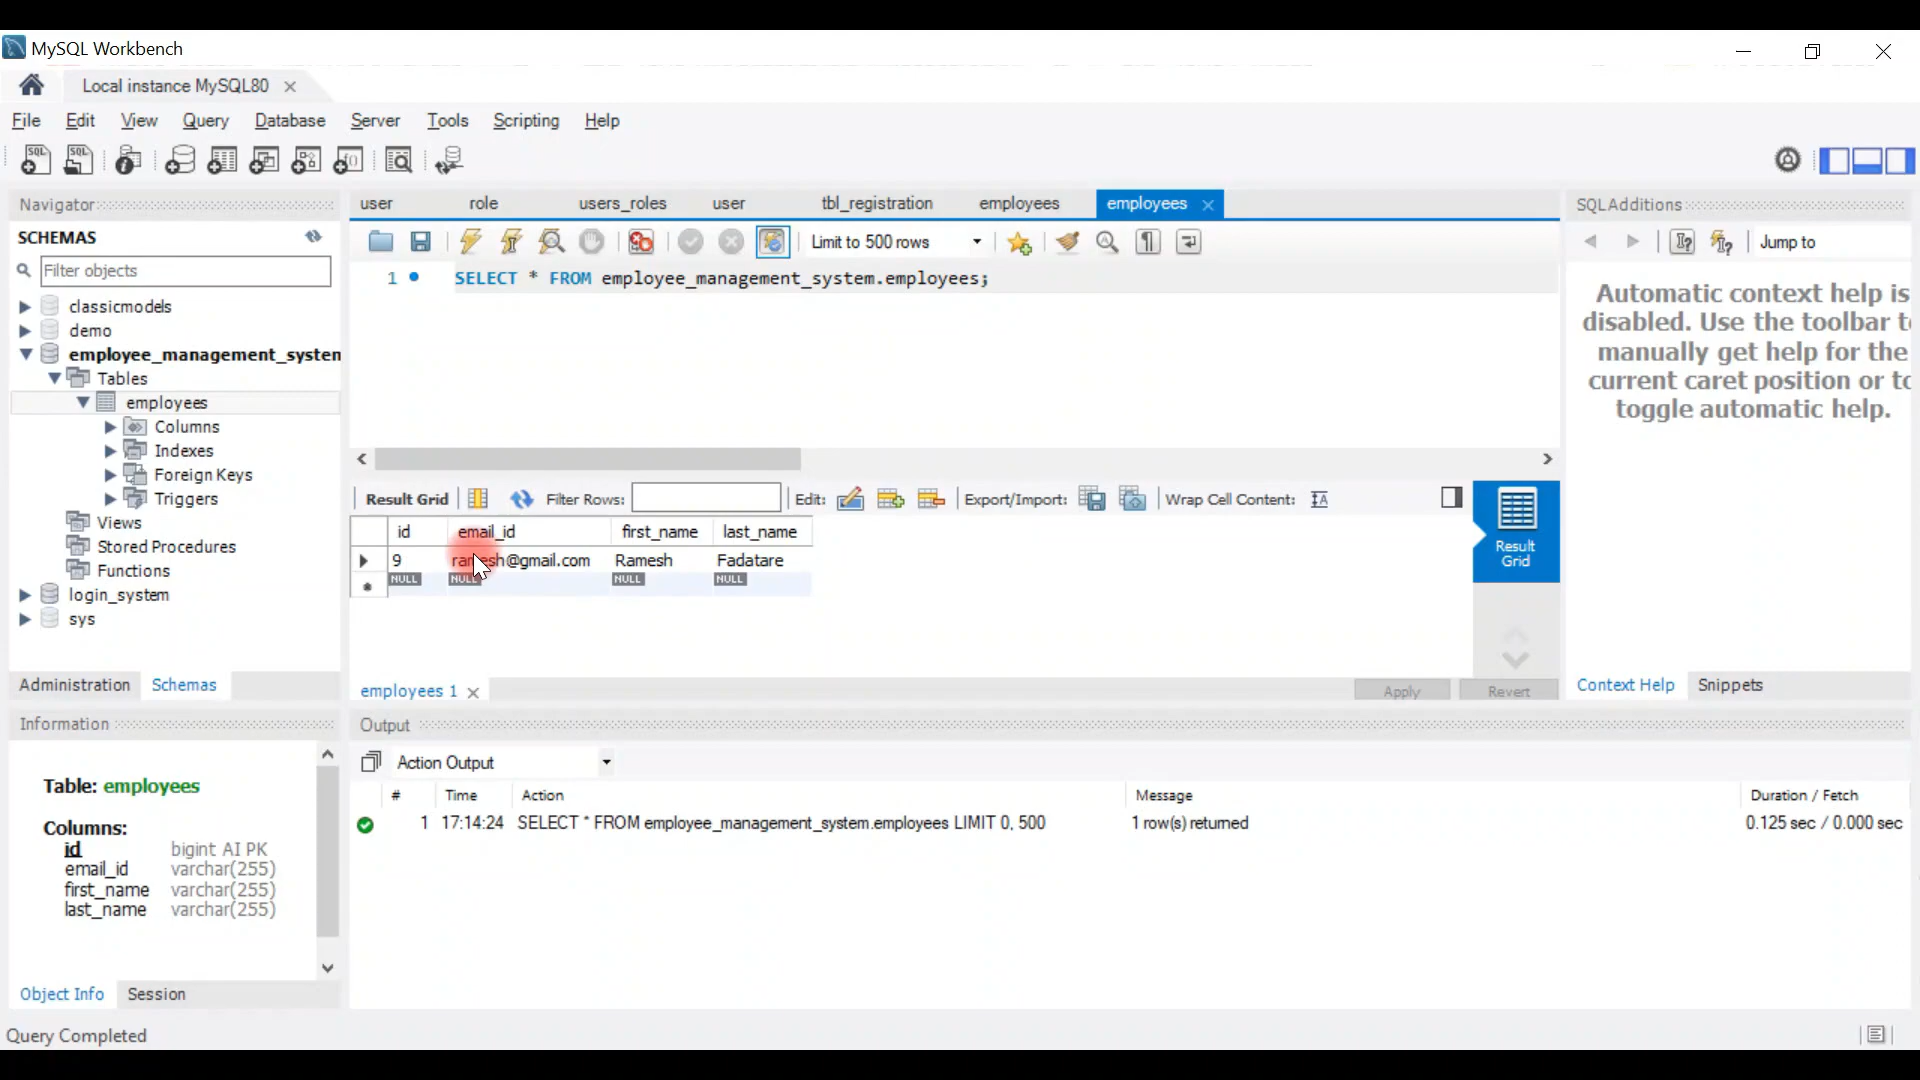 MySQL Workbench
Local instance MySQL80
File Edit View Query Database Server Tools Scripting Help
Navigator
SCHEMAS
Filter objects
classicmodels
demo
employee_management_system
Tables
employees
Columns
Indexes
Foreign Keys
Triggers
Views
Stored Procedures
Functions
login_system
sys
Administration Schemas
Information
Table: employees
Columns:
id bigint AI PK
email_id varchar(255)
first_name varchar(255)
last_name varchar(255)
Object Info Session
user role users_roles user tbl_registration employees employees
Limit to 500 rows
1 SELECT * FROM employee_management_system.employees;
Result Grid Filter Rows: Edit: Export/Import: Wrap Cell Content:
id email_id first_name last_name
9 ramesh@gmail.com Ramesh Fadatare
NULL NULL NULL NULL
Result
Grid
employees 1 Apply Revert
SQLAdditions
Jump to
Automatic context help is
disabled. Use the toolbar to
manually get help for the
current caret position or to
toggle automatic help.
Context Help Snippets
Output
Action Output
# Time Action Message Duration / Fetch
1 17:14:24 SELECT * FROM employee_management_system.employees LIMIT 0, 500 1 row(s) returned 0.125 sec / 0.000 sec
Query Completed